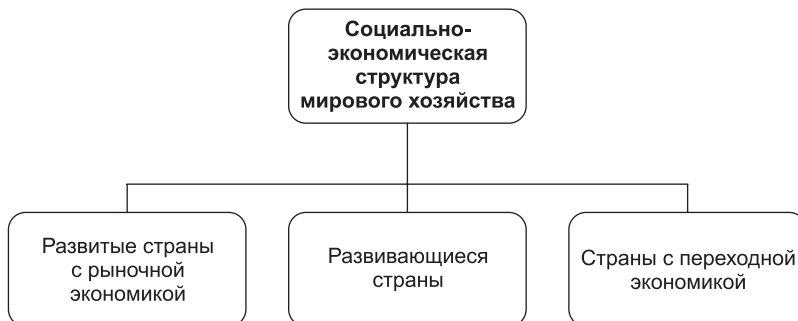 Социально-
экономическая
структура
мирового хозяйства
Развитые страны
с рыночной
экономикой
Развивающиеся
страны
Страны с переходной
экономикой